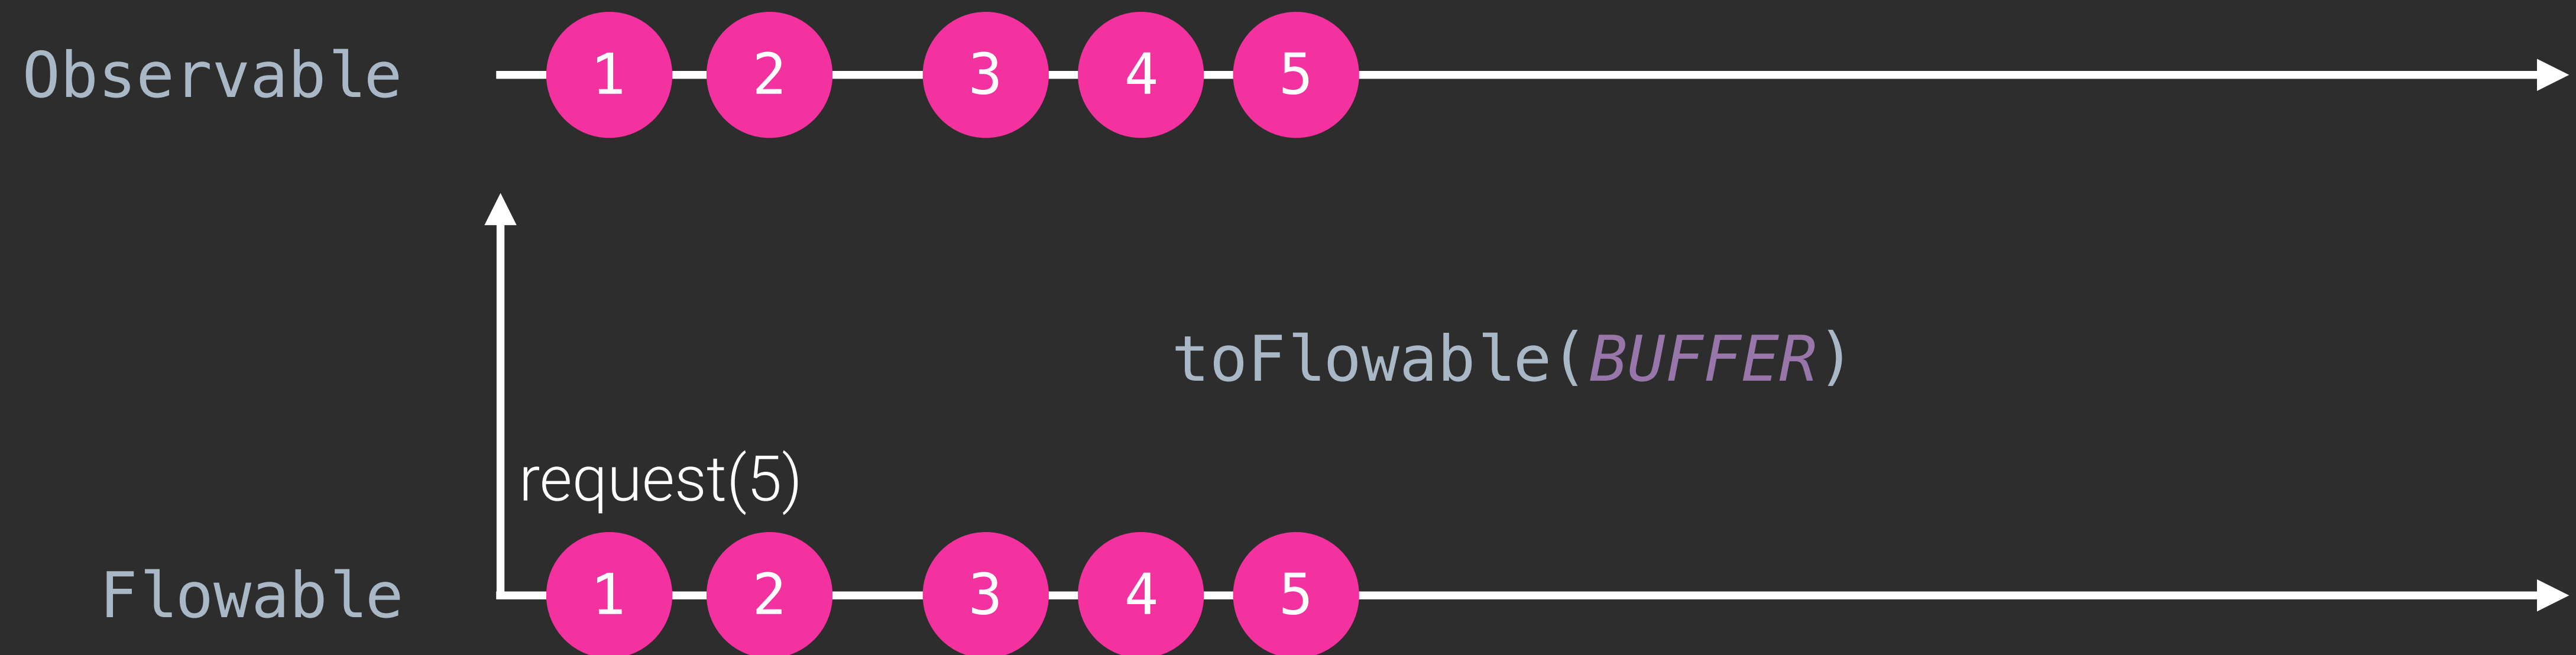 Observable 1 2 3 4 5
toFlowable(BUFFER)
request(5)
Flowable 1 2 3 4 5